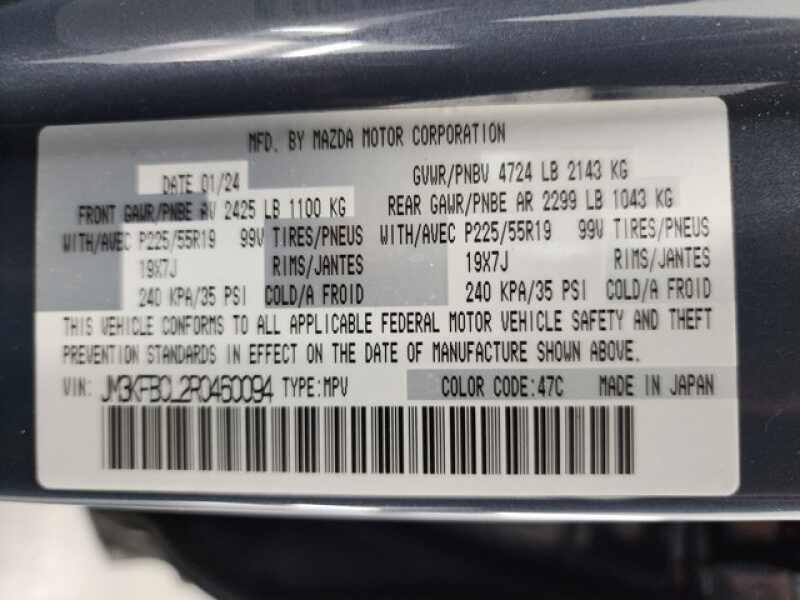 MFD. BY MAZDA MOTOR CORPORATION
DATE 01/24 GVWR/PNBV 4724 LB 2143 KG
FRONT GAWR/PNBE AV 2425 LB 1100 KG REAR GAWR/PNBE AR 2299 LB 1043 KG
WITH/AVEC P225/55R19 99V TIRES/PNEUS WITH/AVEC P225/55R19 99V TIRES/PNEUS
19X7J RIMS/JANTES 19X7J RIMS/JANTES
240 KPA/35 PSI COLD/A FROID 240 KPA/35 PSI COLD/A FROID
THIS VEHICLE CONFORMS TO ALL APPLICABLE FEDERAL MOTOR VEHICLE SAFETY AND THEFT
PREVENTION STANDARDS IN EFFECT ON THE DATE OF MANUFACTURE SHOWN ABOVE.
VIN: JM3KFBCL2R0460094 TYPE:MPV COLOR CODE:47C MADE IN JAPAN